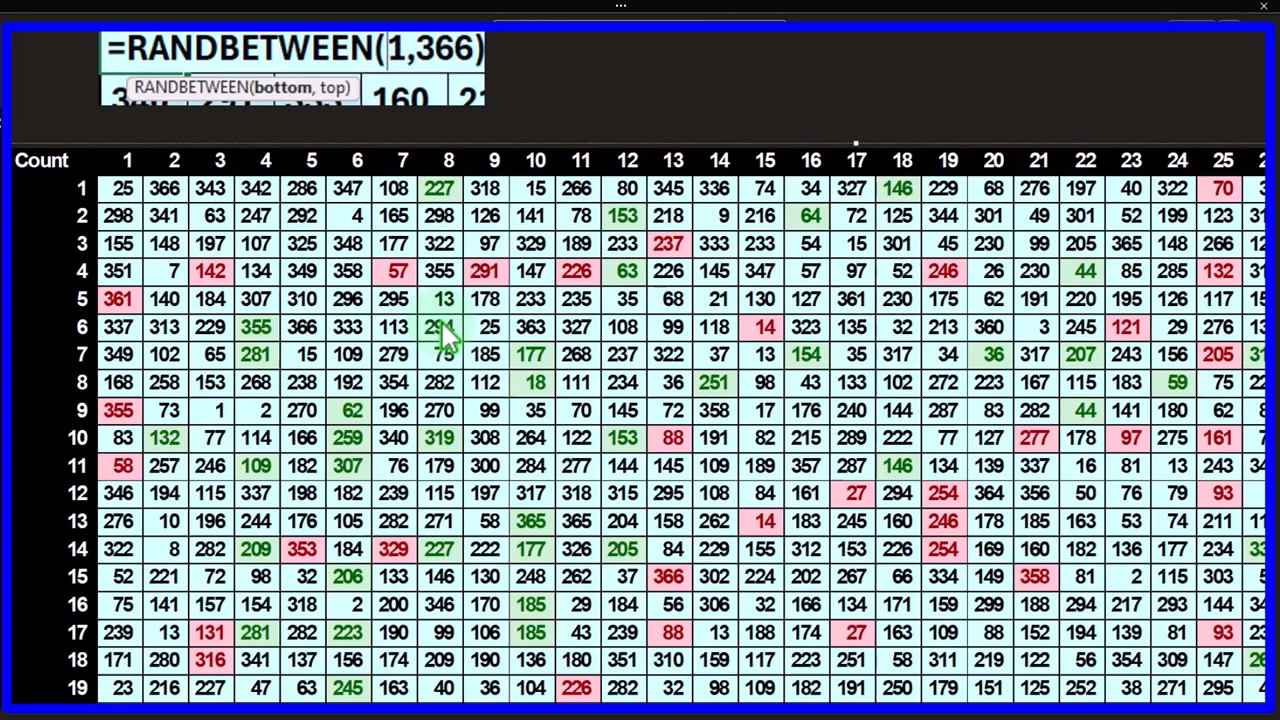 =RANDBETWEEN(1,366)
RANDBETWEEN(bottom, top)
160
Count 1 2 3 4 5 6 7 8 9 10 11 12 13 14 15 16 17 18 19 20 21 22 23 24 25
1 25 366 343 342 286 347 108 227 318 15 266 80 345 336 74 34 327 146 229 68 276 197 40 322 70
2 298 341 63 247 292 4 165 298 126 141 78 153 218 9 216 64 72 125 344 301 49 301 52 199 123
3 155 148 197 107 325 348 177 322 97 329 189 233 237 333 233 54 15 301 45 230 99 205 365 148 266
4 351 7 142 134 349 358 57 355 291 147 226 63 226 145 347 57 97 52 246 26 230 44 85 285 132
5 361 140 184 307 310 296 295 13 178 233 235 35 68 21 130 127 361 230 175 62 191 220 195 126 117
6 337 313 229 355 366 333 113 25 363 327 108 99 118 14 323 135 32 213 360 3 245 121 29 276
7 349 102 65 281 15 109 279 185 177 268 237 322 37 13 154 35 317 34 36 317 207 243 156 205
8 168 258 153 268 238 192 354 282 112 18 111 234 36 251 98 43 133 102 272 223 167 115 183 59 75
9 355 73 1 2 270 62 196 270 99 35 70 145 72 358 17 176 240 144 287 83 282 44 141 180 62
10 83 132 77 114 166 259 340 319 308 264 122 153 88 191 82 215 289 222 77 127 277 178 97 275 161
11 58 257 246 109 182 307 76 179 300 284 277 144 145 109 189 357 287 146 134 139 337 16 81 13 243
12 346 194 115 337 198 182 239 115 197 317 318 315 295 108 84 161 27 294 254 364 356 50 76 79 93
13 276 10 196 244 176 105 282 271 58 365 365 204 158 262 14 183 245 160 246 178 185 163 53 74 211
14 322 8 282 209 353 184 329 227 222 177 326 205 84 229 155 312 153 226 254 169 160 182 136 177 234
15 52 221 72 98 32 206 133 146 130 248 262 37 366 302 224 202 267 66 334 149 358 81 2 115 303
16 75 141 157 154 318 2 200 346 170 185 29 184 56 306 32 166 134 171 159 299 188 294 217 293 144
17 239 13 131 281 282 223 190 99 106 185 43 239 88 13 188 174 27 163 109 88 152 194 139 81 93
18 171 280 316 341 137 156 174 209 190 136 180 351 310 159 117 223 251 58 311 219 122 56 354 309 147
19 23 216 227 47 63 245 163 40 36 104 226 282 32 98 109 182 191 250 179 151 125 252 38 271 295